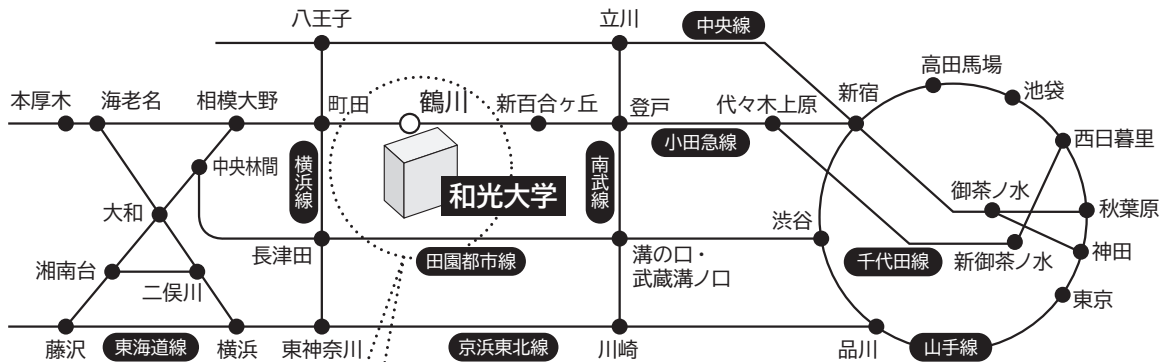 八王子
立川
中央線
高田馬場
池袋
本厚木
海老名
相模大野
町田
鶴川
新百合ヶ丘
登戸
代々木上原
新宿
小田急線
西日暮里
中央林間
横浜線
南武線
和光大学
御茶ノ水
秋葉原
大和
渋谷
長津田
田園都市線
溝の口・
武蔵溝ノ口
千代田線
新御茶ノ水
神田
湘南台
二俣川
東京
藤沢
東海道線
横浜
東神奈川
京浜東北線
川崎
品川
山手線